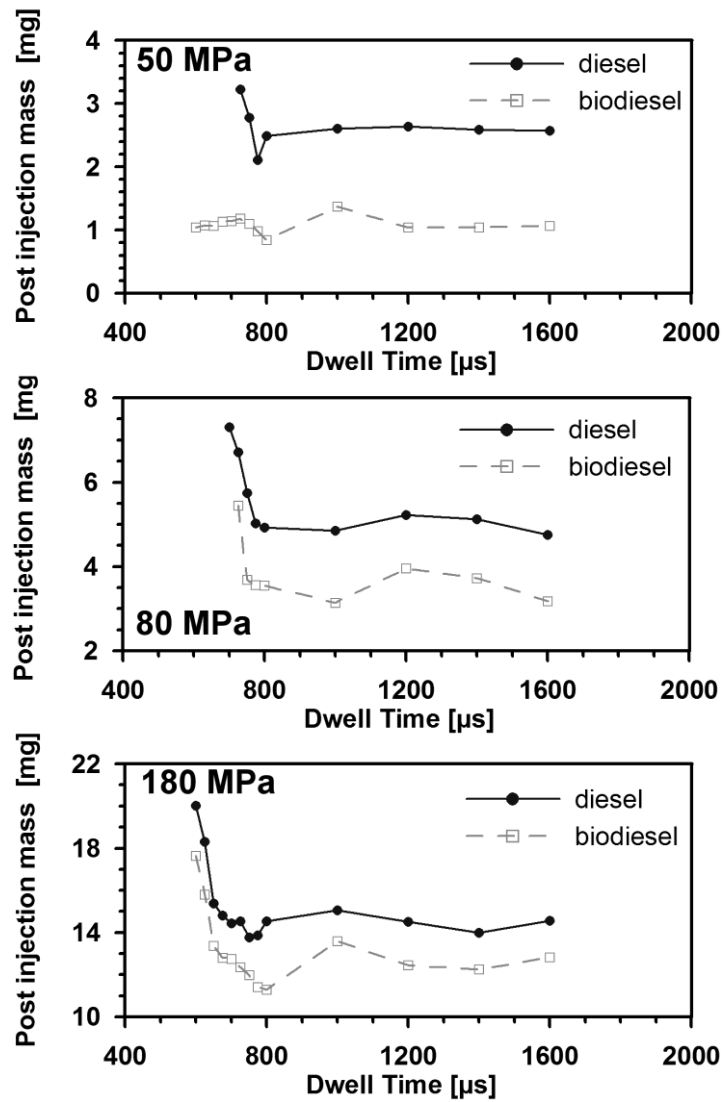 Post injection mass [mg]
4
3
2
1
0
50 MPa
diesel
biodiesel
400 800 1200 1600 2000
Dwell Time [µs]
Post injection mass [mg
8
6
4
2
diesel
biodiesel
80 MPa
400 800 1200 1600 2000
Dwell Time [µs]
Post injection mass [mg]
22
18
14
10
180 MPa
diesel
biodiesel
400 800 1200 1600 2000
Dwell Time [µs]